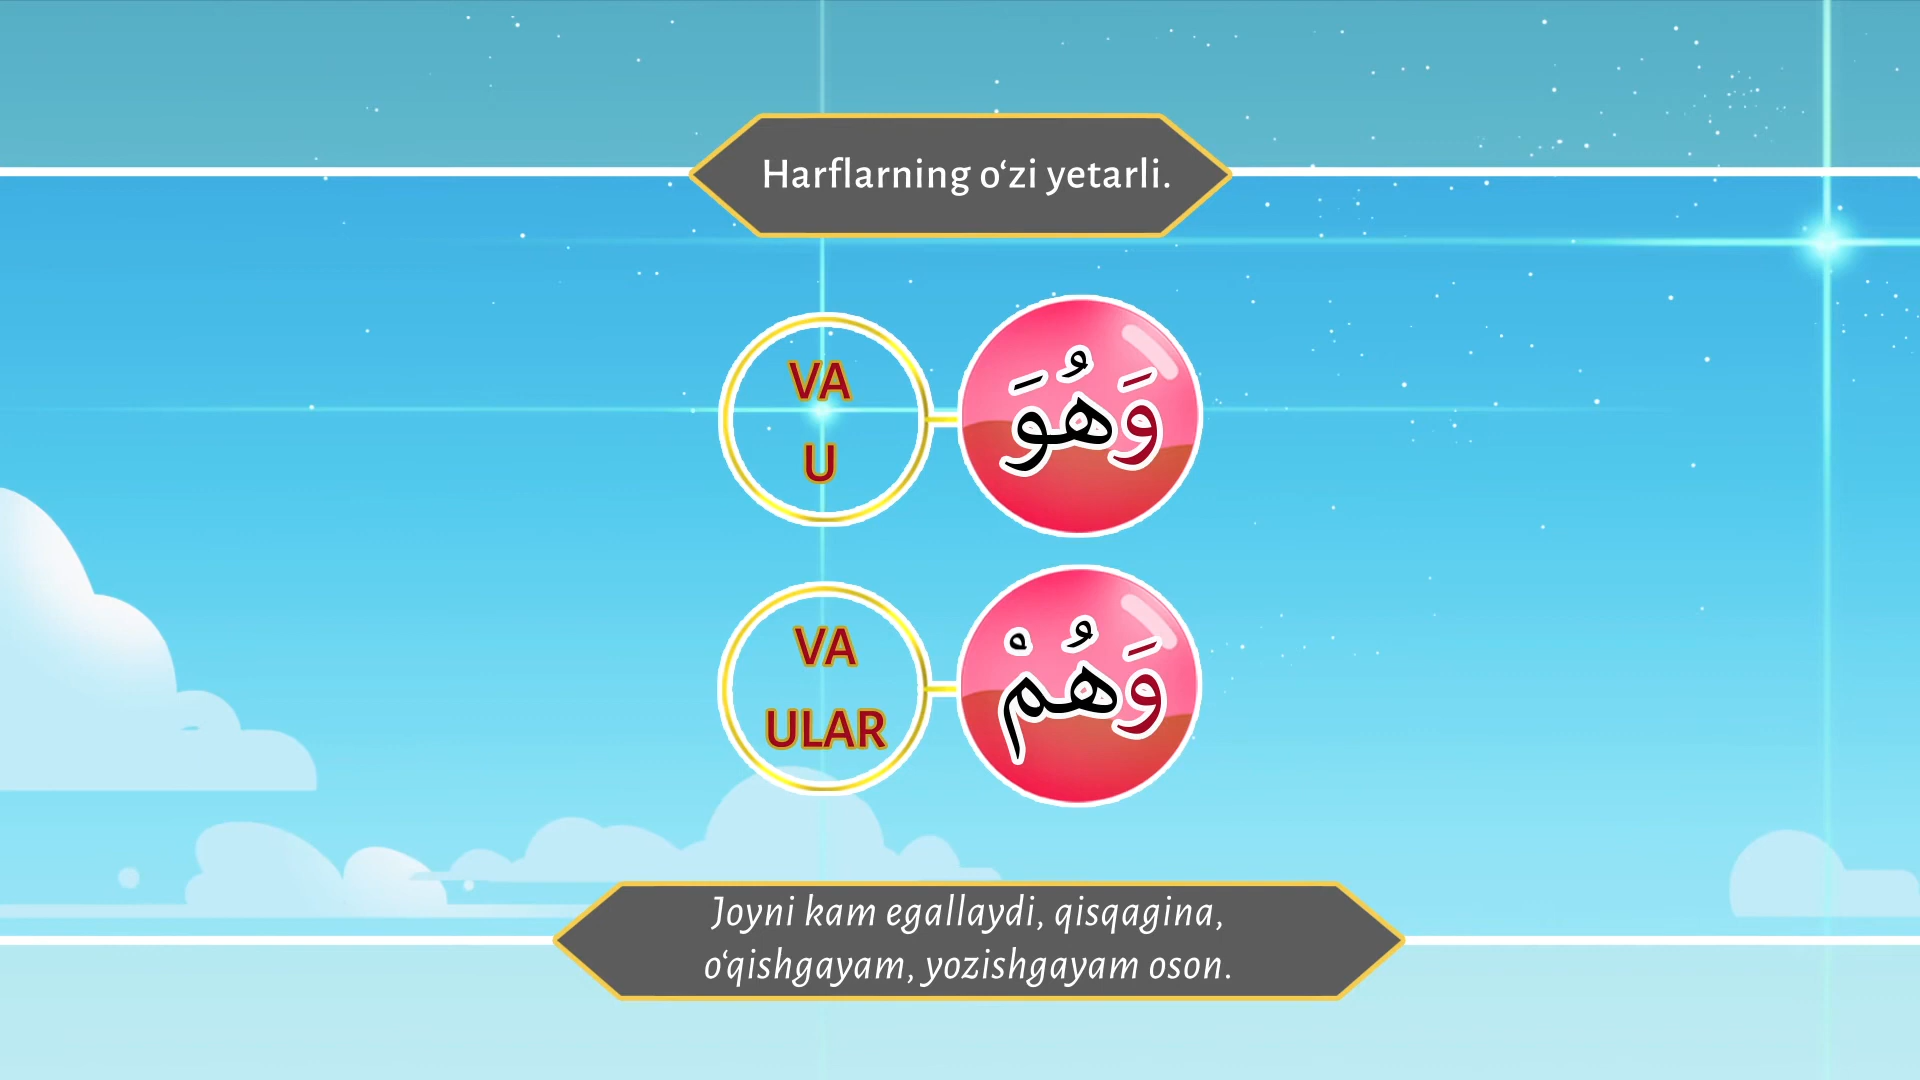 Harflarning o‘zi yetarli.
VA
U
وَهُوَ
VA
ULAR
وَهُمْ
Joyni kam egallaydi, qisqagina,
o‘qishgayam, yozishgayam oson.